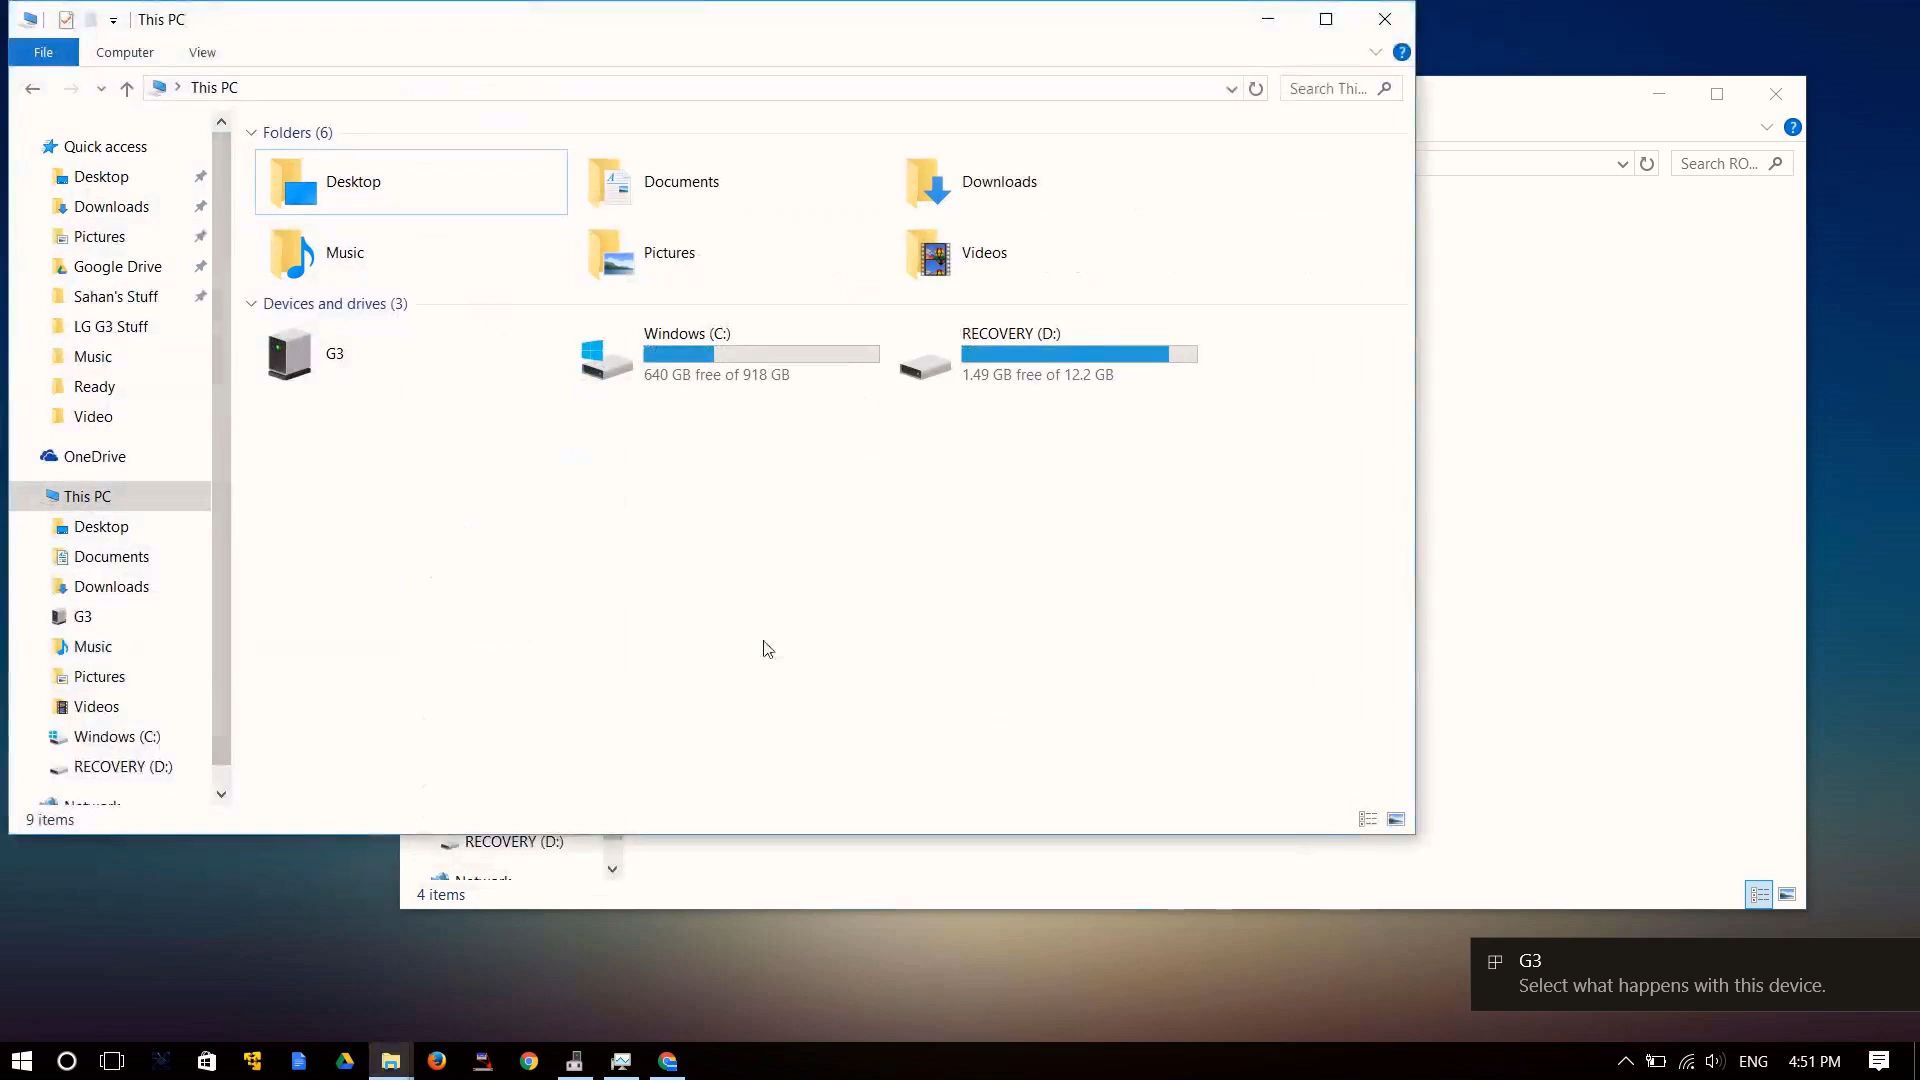 This PC
File Computer View
This PC
Search Thi...
Search RO...
Quick access
Desktop
Downloads
Pictures
Google Drive
Sahan's Stuff
LG G3 Stuff
Music
Ready
Video
OneDrive
This PC
Desktop
Documents
Downloads
G3
Music
Pictures
Videos
Windows (C:)
RECOVERY (D:)
Network
9 items
Folders (6)
Desktop
Documents
Downloads
Music
Pictures
Videos
Devices and drives (3)
G3
Windows (C:)
640 GB free of 918 GB
RECOVERY (D:)
1.49 GB free of 12.2 GB
RECOVERY (D:)
Network
4 items
G3
Select what happens with this device.
ENG 4:51 PM